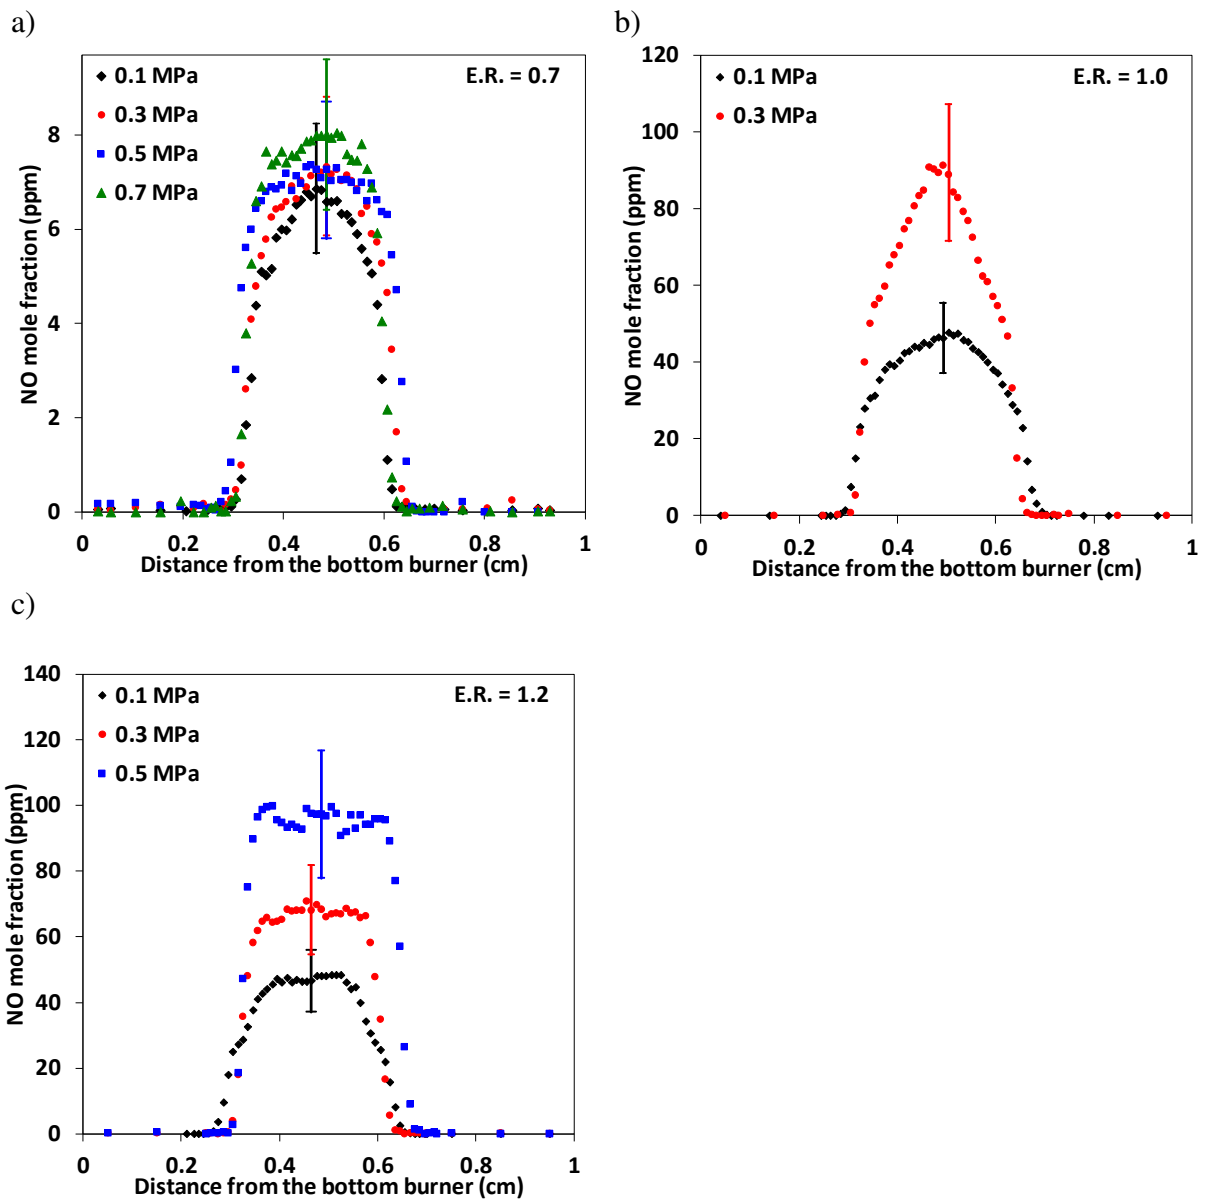 a)
0.1 MPa
0.3 MPa
0.5 MPa
0.7 MPa
E.R. = 0.7
NO mole fraction (ppm)
8
6
4
2
0
0 0.2 0.4 0.6 0.8 1
Distance from the bottom burner (cm)
b)
0.1 MPa
0.3 MPa
E.R. = 1.0
NO mole fraction (ppm)
120
100
80
60
40
20
0
0 0.2 0.4 0.6 0.8 1
Distance from the bottom burner (cm)
c)
0.1 MPa
0.3 MPa
0.5 MPa
E.R. = 1.2
NO mole fraction (ppm)
140
120
100
80
60
40
20
0
0 0.2 0.4 0.6 0.8 1
Distance from the bottom burner (cm)